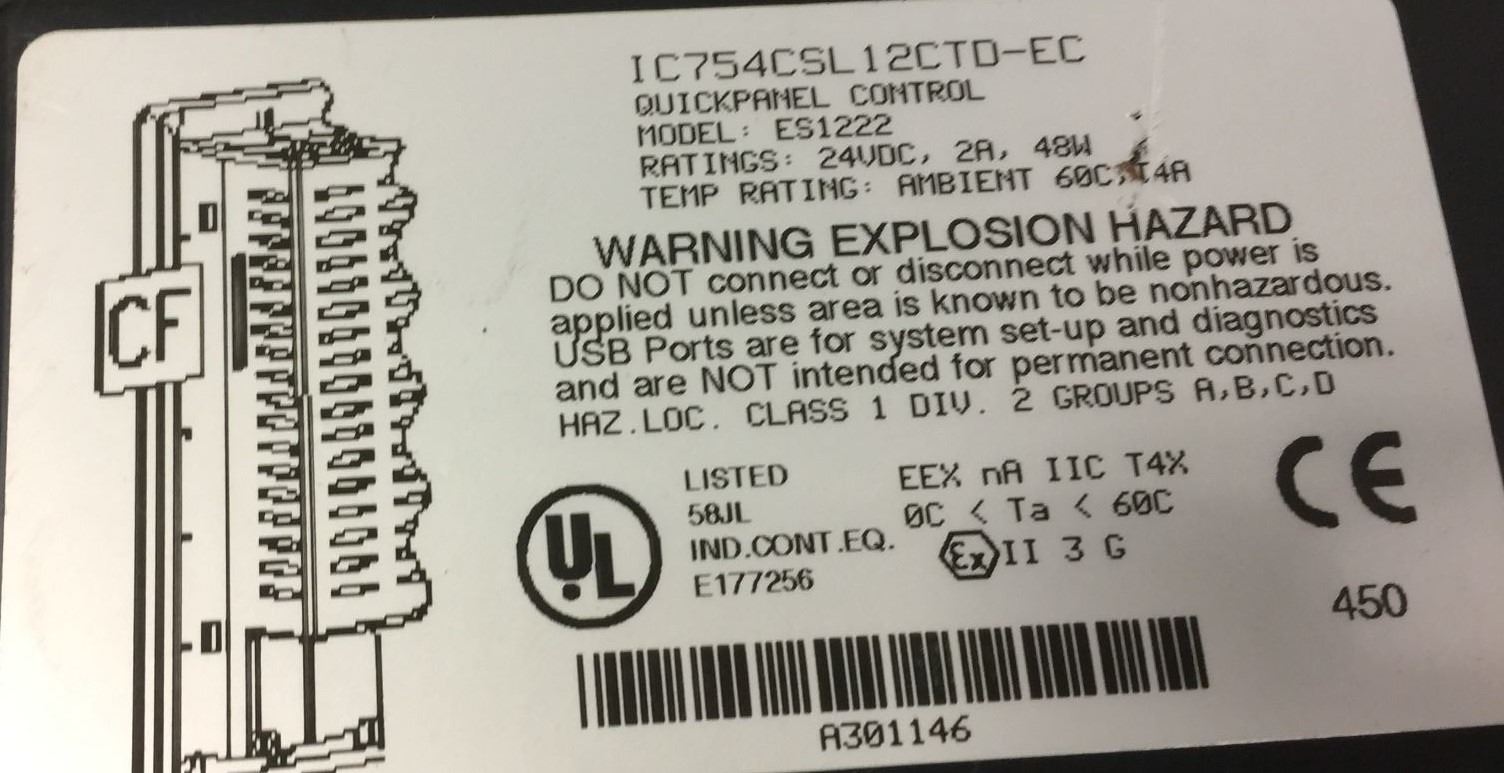 IC754CSL12CTD-EC
QUICKPANEL CONTROL
MODEL: ES1222
RATINGS: 24VDC, 2A, 48W
TEMP RATING: AMBIENT 60C, T4A
WARNING EXPLOSION HAZARD
DO NOT connect or disconnect while power is
applied unless area is known to be nonhazardous.
USB Ports are for system set-up and diagnostics
and are NOT intended for permanent connection.
HAZ.LOC. CLASS 1 DIV. 2 GROUPS A,B,C,D
CF
UL
LISTED
58JL
IND.CONT.EQ.
E177256
EEX nA IIC T4X
0C < Ta < 60C
Ex II 3 G
CE
450
A301146